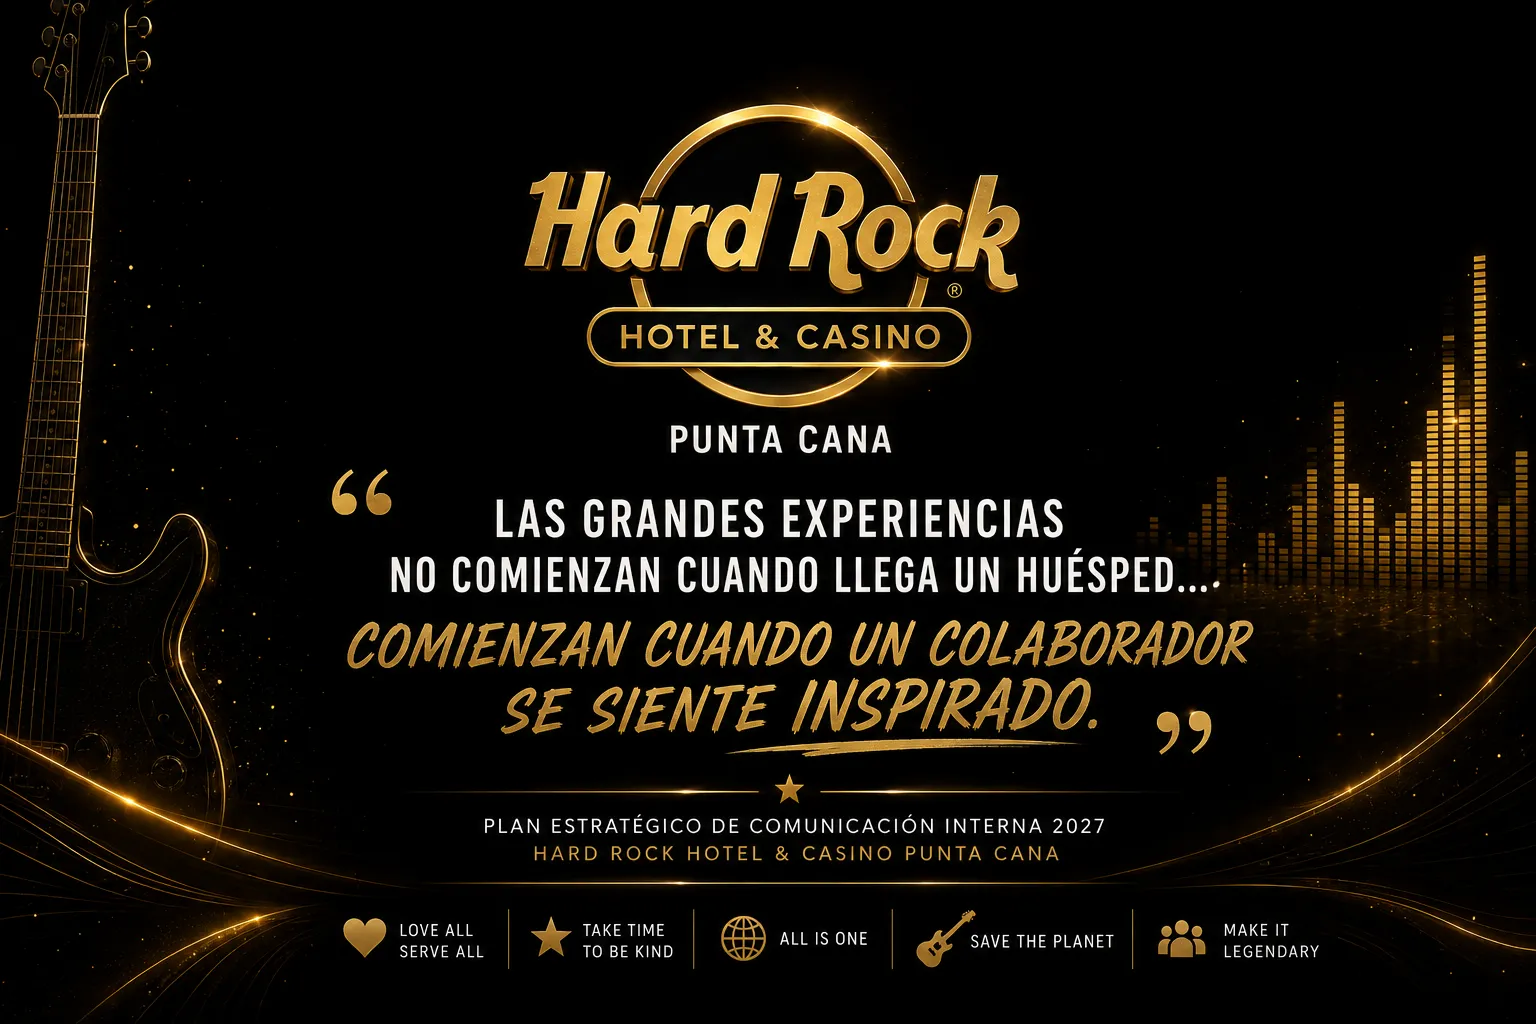 Hard Rock
®
HOTEL & CASINO
PUNTA CANA
“
LAS GRANDES EXPERIENCIAS
NO COMIENZAN CUANDO LLEGA UN HUÉSPED...
COMIENZAN CUANDO UN COLABORADOR
SE SIENTE INSPIRADO.
”
PLAN ESTRATÉGICO DE COMUNICACIÓN INTERNA 2027
HARD ROCK HOTEL & CASINO PUNTA CANA
LOVE ALL
SERVE ALL
TAKE TIME
TO BE KIND
ALL IS ONE
SAVE THE PLANET
MAKE IT
LEGENDARY